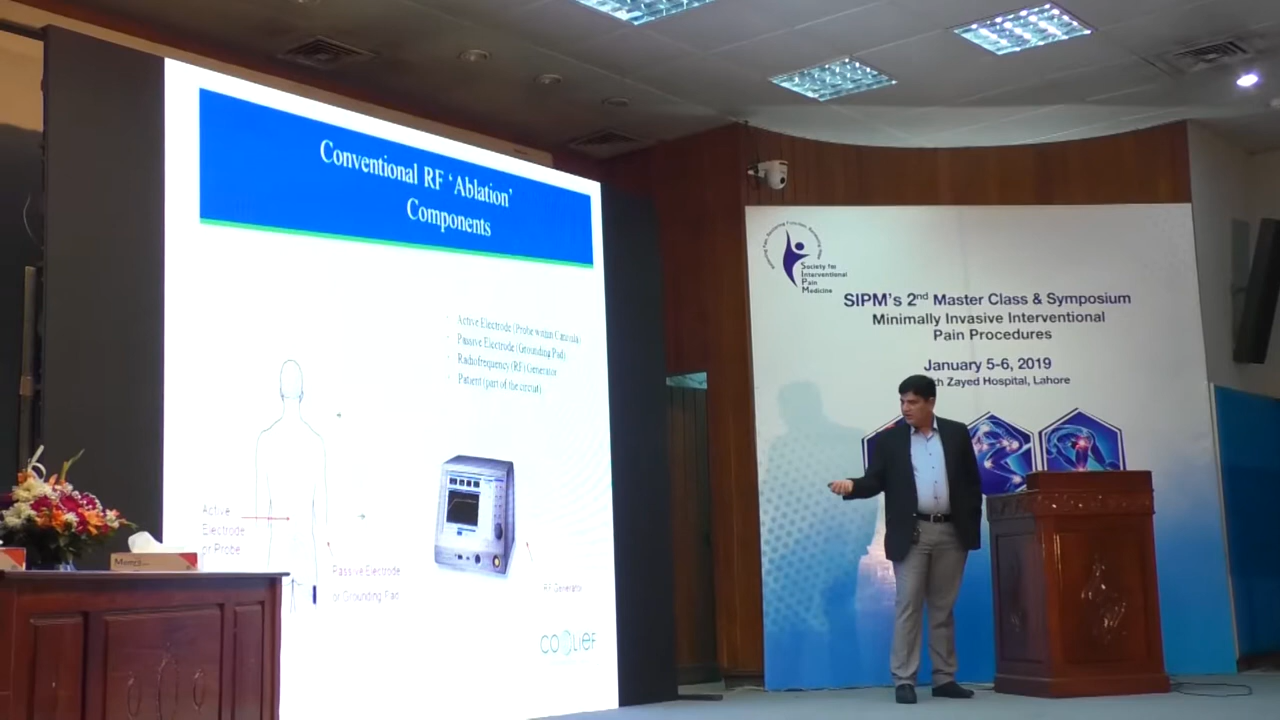 Conventional RF ‘Ablation’
Components
Active Electrode (Probe within Cannula)
Passive Electrode (Grounding Pad)
Radiofrequency (RF) Generator
Patient (part of the circuit)
Active
Electrode
or Probe
Passive Electrode
or Grounding Pad
RF Generator
COOLIEF
Society for
Interventional
Pain
Medicine
SIPM's 2nd Master Class & Symposium
Minimally Invasive Interventional
Pain Procedures
January 5-6, 2019
Zayed Hospital, Lahore